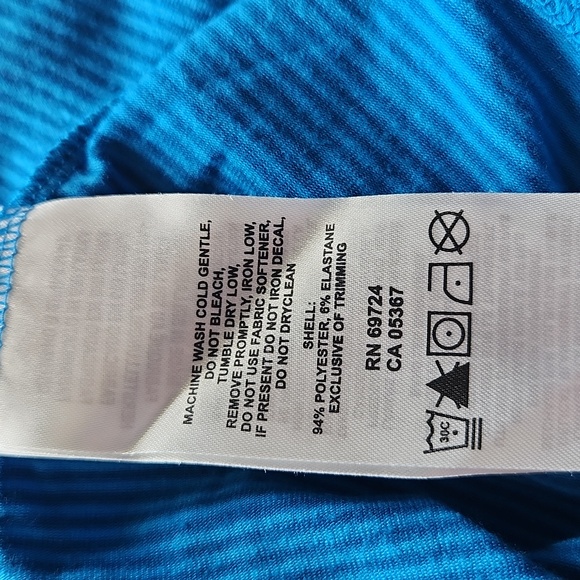 MACHINE WASH COLD GENTLE,
DO NOT BLEACH,
TUMBLE DRY LOW,
REMOVE PROMPTLY, IRON LOW,
DO NOT USE FABRIC SOFTENER,
IF PRESENT DO NOT IRON DECAL,
DO NOT DRYCLEAN
SHELL:
94% POLYESTER, 6% ELASTANE
EXCLUSIVE OF TRIMMING
RN 69724
CA 05367
30C